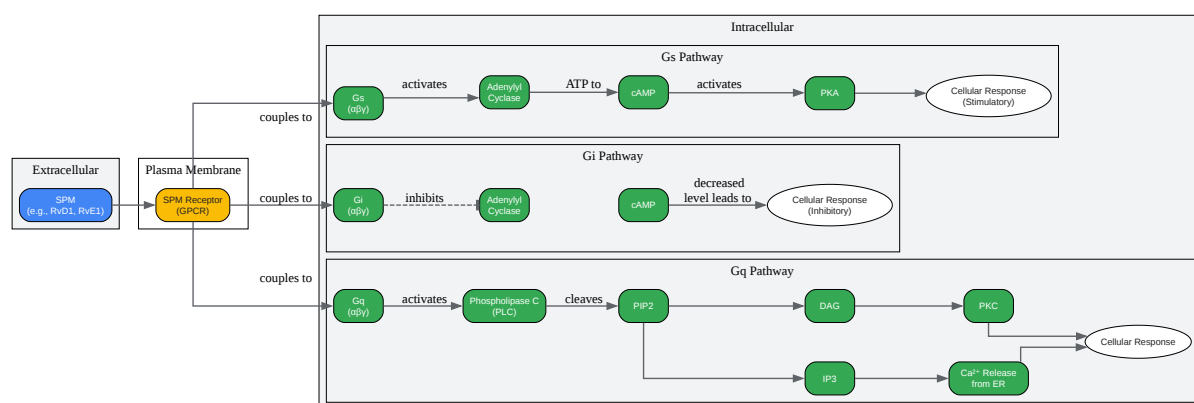 Intracellular
Gs Pathway
Gs
(αβγ)
activates
Adenylyl
Cyclase
ATP to
cAMP
activates
PKA
Cellular Response
(Stimulatory)
couples to
Extracellular
SPM
(e.g., RvD1, RvE1)
Plasma Membrane
SPM Receptor
(GPCR)
couples to
Gi Pathway
Gi
(αβγ)
inhibits
Adenylyl
Cyclase
cAMP
decreased
level leads to
Cellular Response
(Inhibitory)
couples to
Gq Pathway
Gq
(αβγ)
activates
Phospholipase C
(PLC)
cleaves
PIP2
DAG
PKC
Cellular Response
IP3
Ca²⁺ Release
from ER